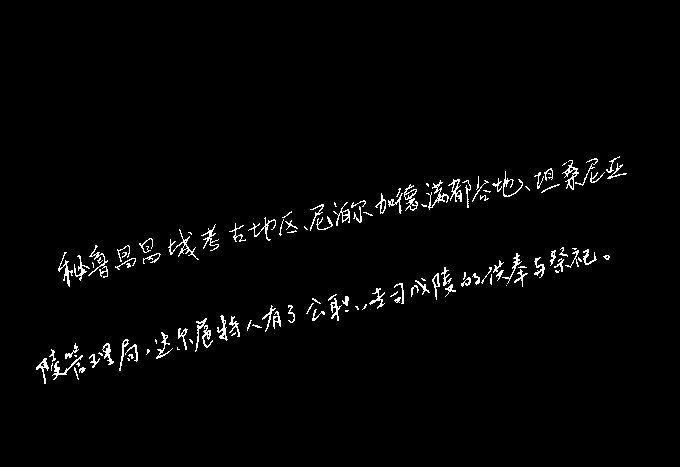 秘鲁昌昌城考古地区、尼泊尔加德满都谷地、坦桑尼亚
陵管理局,达尔扈特人有了公职,专司成陵的供奉与祭祀。